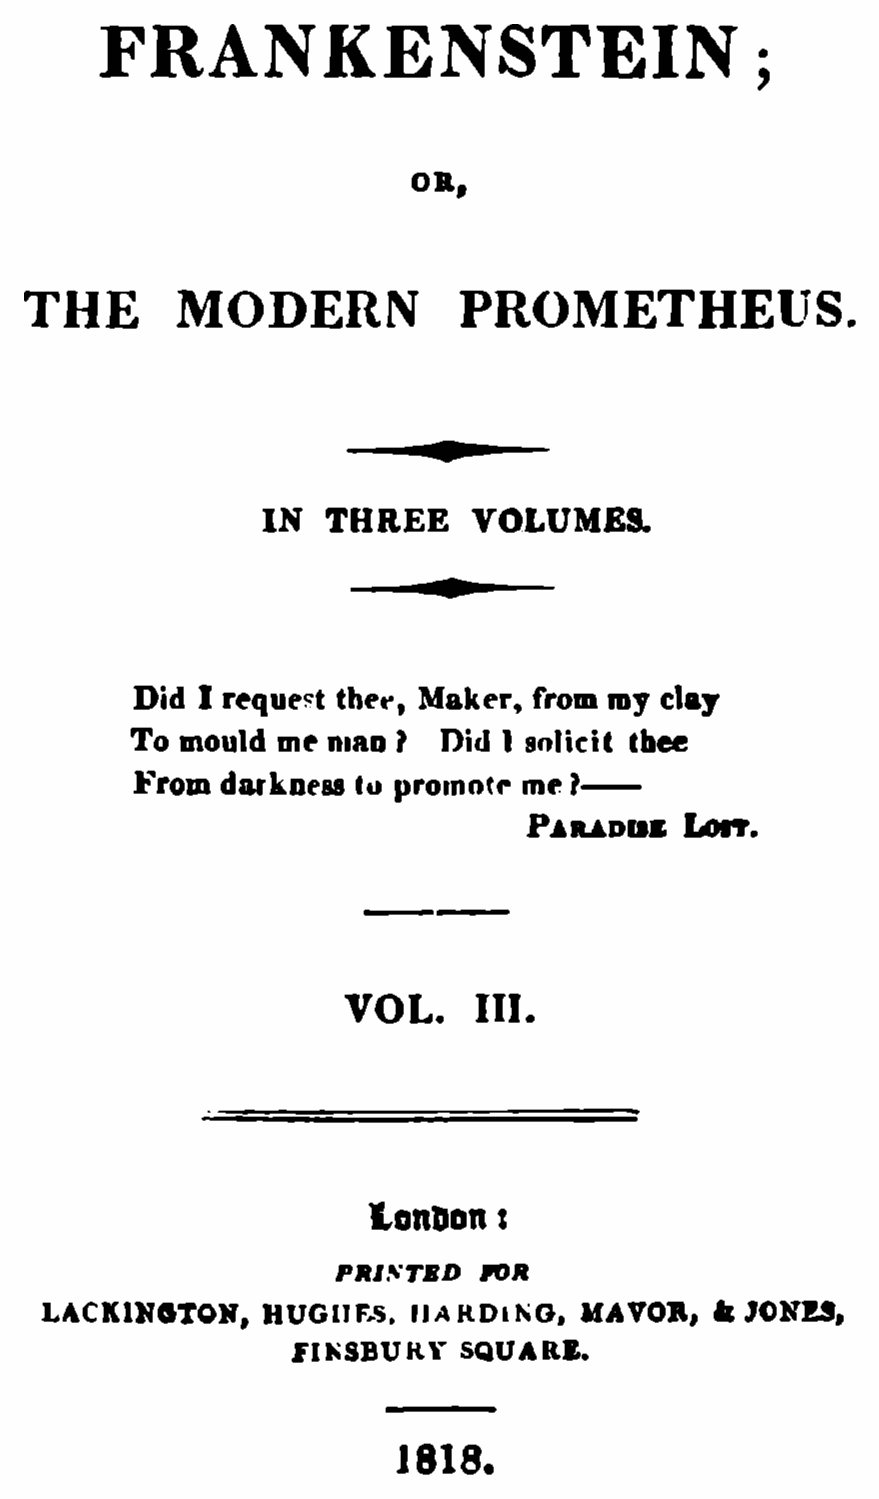 FRANKENSTEIN;
OR,
THE MODERN PROMETHEUS.
IN THREE VOLUMES.
Did I request thee, Maker, from my clay
To mould me man? Did I solicit thee
From darkness to promote me?——
PARADISE LOST.
VOL. III.
London:
PRINTED FOR
LACKINGTON, HUGHES, HARDING, MAVOR, & JONES,
FINSBURY SQUARE.
1818.